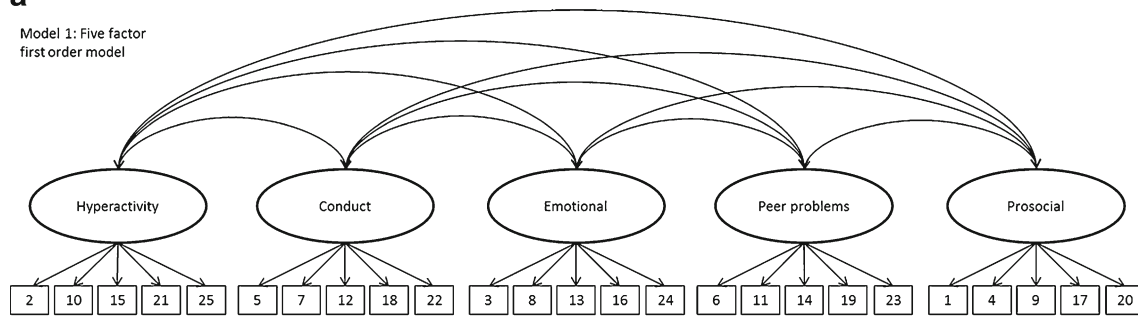 a
Model 1: Five factor
first order model
Hyperactivity Conduct Emotional Peer problems Prosocial
2 10 15 21 25 5 7 12 18 22 3 8 13 16 24 6 11 14 19 23 1 4 9 17 20